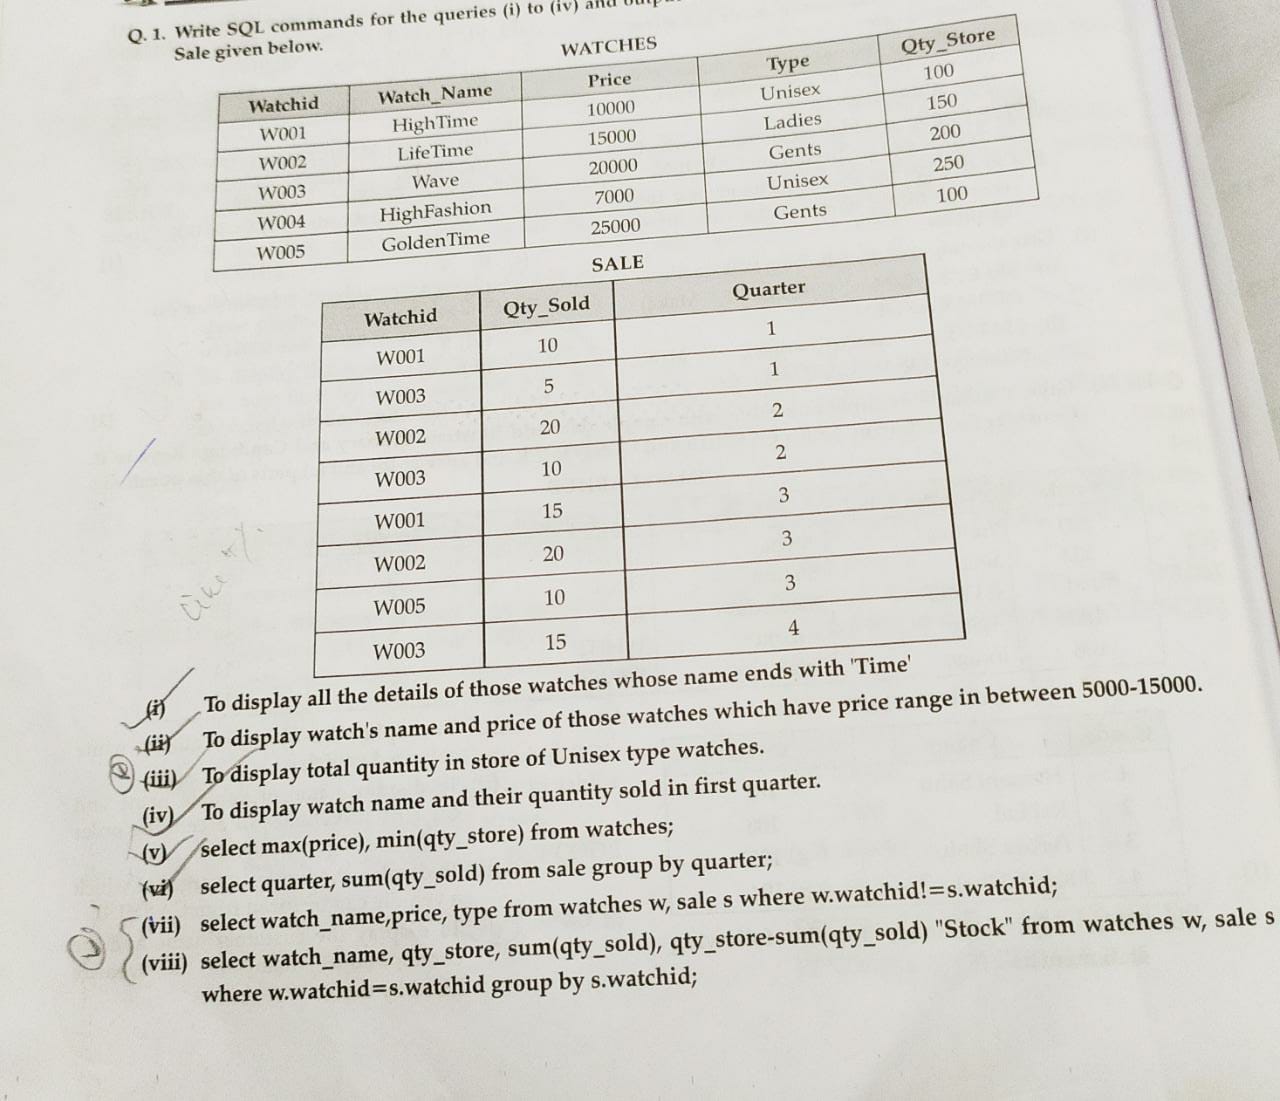 Q. 1. Write SQL commands for the queries (i) to (iv) and
Sale given below.
WATCHES
Watchid Watch_Name Price Type Qty_Store
W001 HighTime 10000 Unisex 100
W002 LifeTime 15000 Ladies 150
W003 Wave 20000 Gents 200
W004 HighFashion 7000 Unisex 250
W005 GoldenTime 25000 Gents 100
SALE
Watchid Qty_Sold Quarter
W001 10 1
W003 5 1
W002 20 2
W003 10 2
W001 15 3
W002 20 3
W005 10 3
W003 15 4
(i) To display all the details of those watches whose name ends with 'Time'
(ii) To display watch's name and price of those watches which have price range in between 5000-15000.
(iii) To display total quantity in store of Unisex type watches.
(iv) To display watch name and their quantity sold in first quarter.
(v) select max(price), min(qty_store) from watches;
(vi) select quarter, sum(qty_sold) from sale group by quarter;
(vii) select watch_name,price, type from watches w, sale s where w.watchid!=s.watchid;
(viii) select watch_name, qty_store, sum(qty_sold), qty_store-sum(qty_sold) "Stock" from watches w, sale s
where w.watchid=s.watchid group by s.watchid;